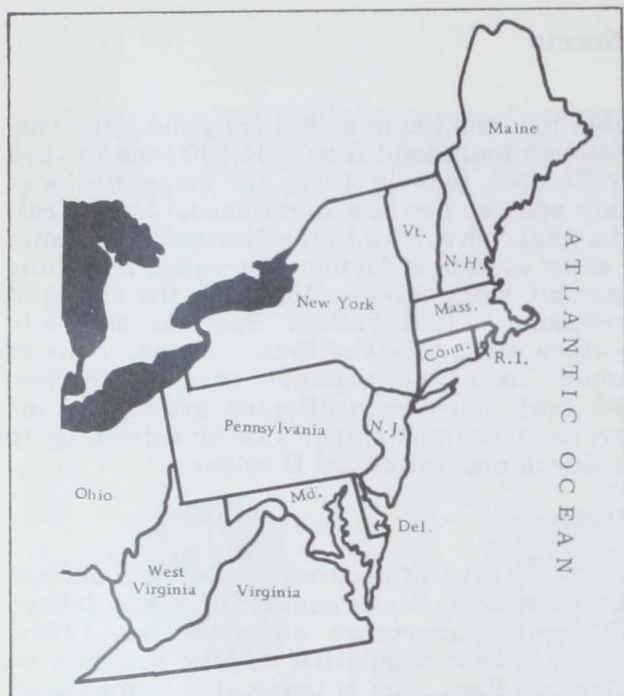 Maine
Vt.
N.H.
New York
Mass.
Conn.
R.I.
Pennsylvania
N.J.
Ohio
Md.
Del.
West
Virginia
Virginia
ATLANTIC OCEAN